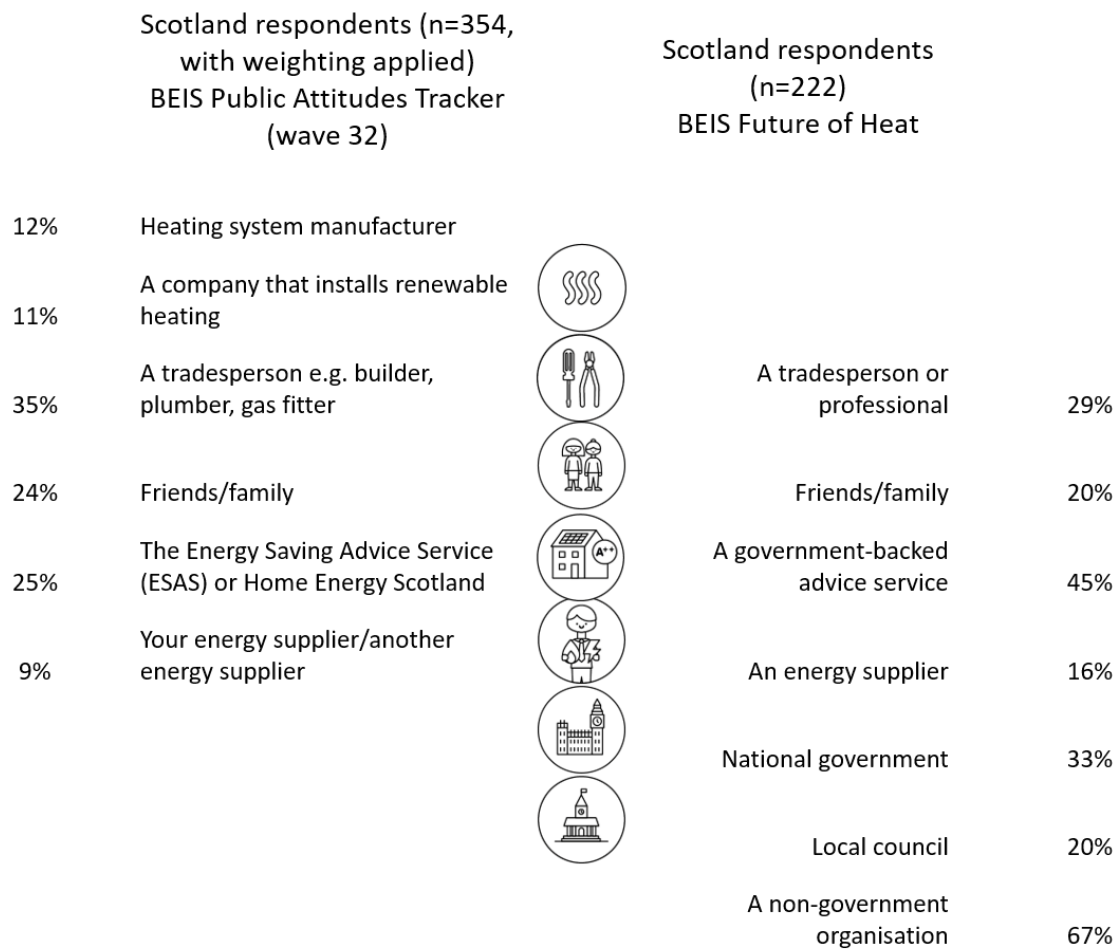 Scotland respondents (n=354,
with weighting applied)
BEIS Public Attitudes Tracker
(wave 32)
Scotland respondents
(n=222)
BEIS Future of Heat
12% Heating system manufacturer
A company that installs renewable
11% heating
A tradesperson e.g. builder,
35% plumber, gas fitter
A tradesperson or
professional 29%
24% Friends/family
Friends/family 20%
The Energy Saving Advice Service
25% (ESAS) or Home Energy Scotland
A++
A government-backed
advice service 45%
Your energy supplier/another
9% energy supplier
An energy supplier 16%
National government 33%
Local council 20%
A non-government
organisation 67%